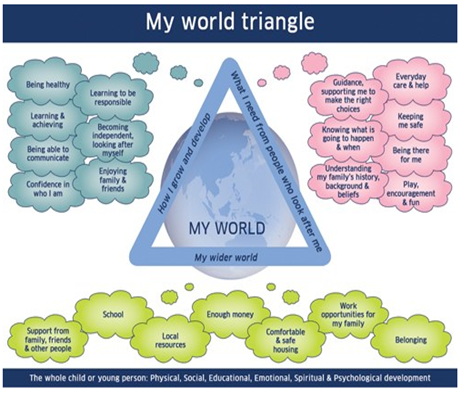 My world triangle
Being healthy
Learning to be
responsible
Learning &
achieving
Becoming
independent,
looking after
myself
Being able to
communicate
Enjoying
family &
friends
Confidence in
who I am
How I grow and develop
What I need from people who look after me
MY WORLD
My wider world
Guidance,
supporting me to
make the right
choices
Everyday
care & help
Keeping
me safe
Knowing what is
going to happen
& when
Being there
for me
Understanding
my family's history,
background &
beliefs
Play,
encouragement
& fun
Support from
family, friends
& other people
School
Local
resources
Enough money
Comfortable
& safe
housing
Work
opportunities for
my family
Belonging
The whole child or young person: Physical, Social, Educational, Emotional, Spiritual & Psychological development